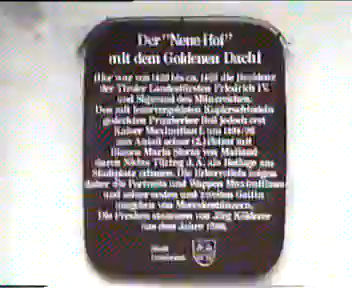 Der "Neue Hof"
mit dem Goldenen Dachl
Hier war von 1420 bis ca. 1460 die Residenz
der Tiroler Landesfürsten Friedrich IV.
und Sigmund des Münzreichen.
Den mit feuervergoldeten Kupferschindeln
gedeckten Prunkerker ließ jedoch erst
Kaiser Maximilian I. um
aus Anlaß seiner (2.) Heirat mit
Bianca Maria Sforza von Mailand
durch Niklas Türing d. Ä. als Hofloge am
Stadtplatz erbauen. Die Erkerreliefs zeigen
daher die Portraits und Wappen Maximilians
und seiner ersten und zweiten Gattin
umgeben von Moreskentänzern.
Die Fresken stammen von Jörg Kölderer
aus dem Jahre 1500.
Stadt
Innsbruck